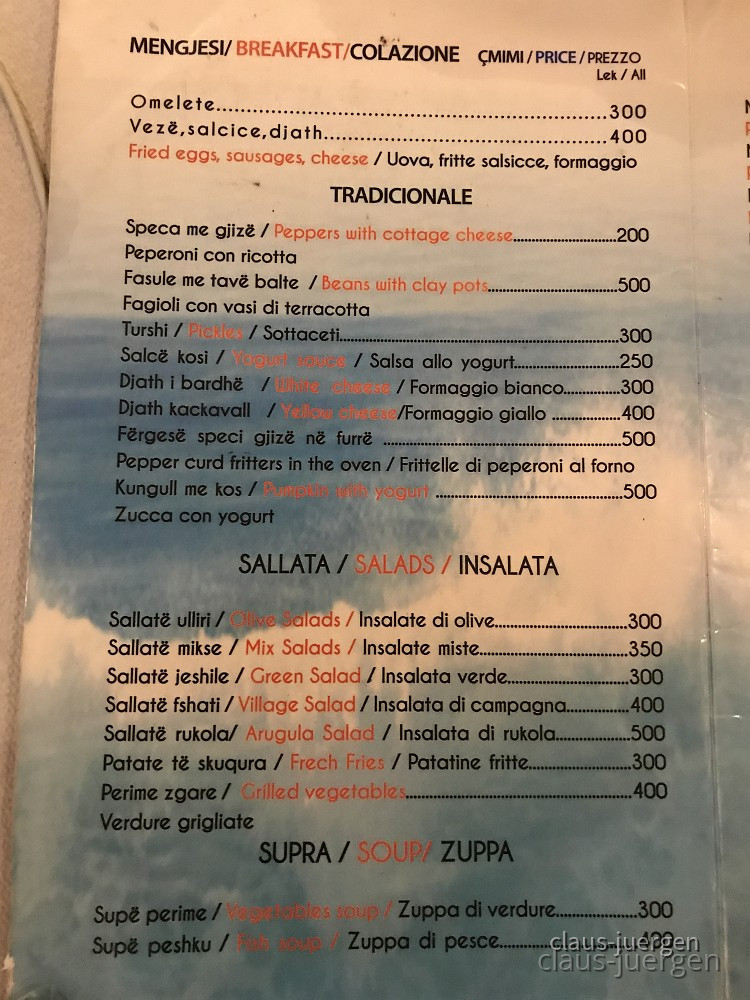 MENGJESI/ BREAKFAST/COLAZIONE ÇMIMI / PRICE / PREZZO
Lek / All
Omelete.......................................................300
Vezë,salcice,djath.......................................400
Fried eggs, sausages, cheese / Uova, fritte salsicce, formaggio
TRADICIONALE
Speca me gjizë / Peppers with cottage cheese............................200
Peperoni con ricotta
Fasule me tavë balte / Beans with clay pots...................................500
Fagioli con vasi di terracotta
Turshi / Pickles / Sottaceti...........................................................................300
Salcë kosi / Yogurt sauce / Salsa allo yogurt............................250
Djath i bardhë / White cheese / Formaggio bianco..............300
Djath kackavall / Yellow cheese/Formaggio giallo ..................400
Fërgesë speci gjizë në furrë ................................................................500
Pepper curd fritters in the oven / Frittelle di peperoni al forno
Kungull me kos / Pumpkin with yogurt ..................................................500
Zucca con yogurt
SALLATA / SALADS / INSALATA
Sallatë ulliri / Olive Salads / Insalate di olive...................................300
Sallatë mikse / Mix Salads / Insalate miste.......................................350
Sallatë jeshile / Green Salad / Insalata verde................................300
Sallatë fshati / Village Salad / Insalata di campagna................400
Sallatë rukola/ Arugula Salad / Insalata di rukola....................500
Patate të skuqura / Frech Fries / Patatine fritte...........................300
Perime zgare / Grilled vegetables..........................................................400
Verdure grigliate
SUPRA / SOUP/ ZUPPA
Supë perime / Vegetables soup / Zuppa di verdure.....................300
Supë peshku / Fish soup / Zuppa di pesce...................................
claus-juergen
claus-juergen